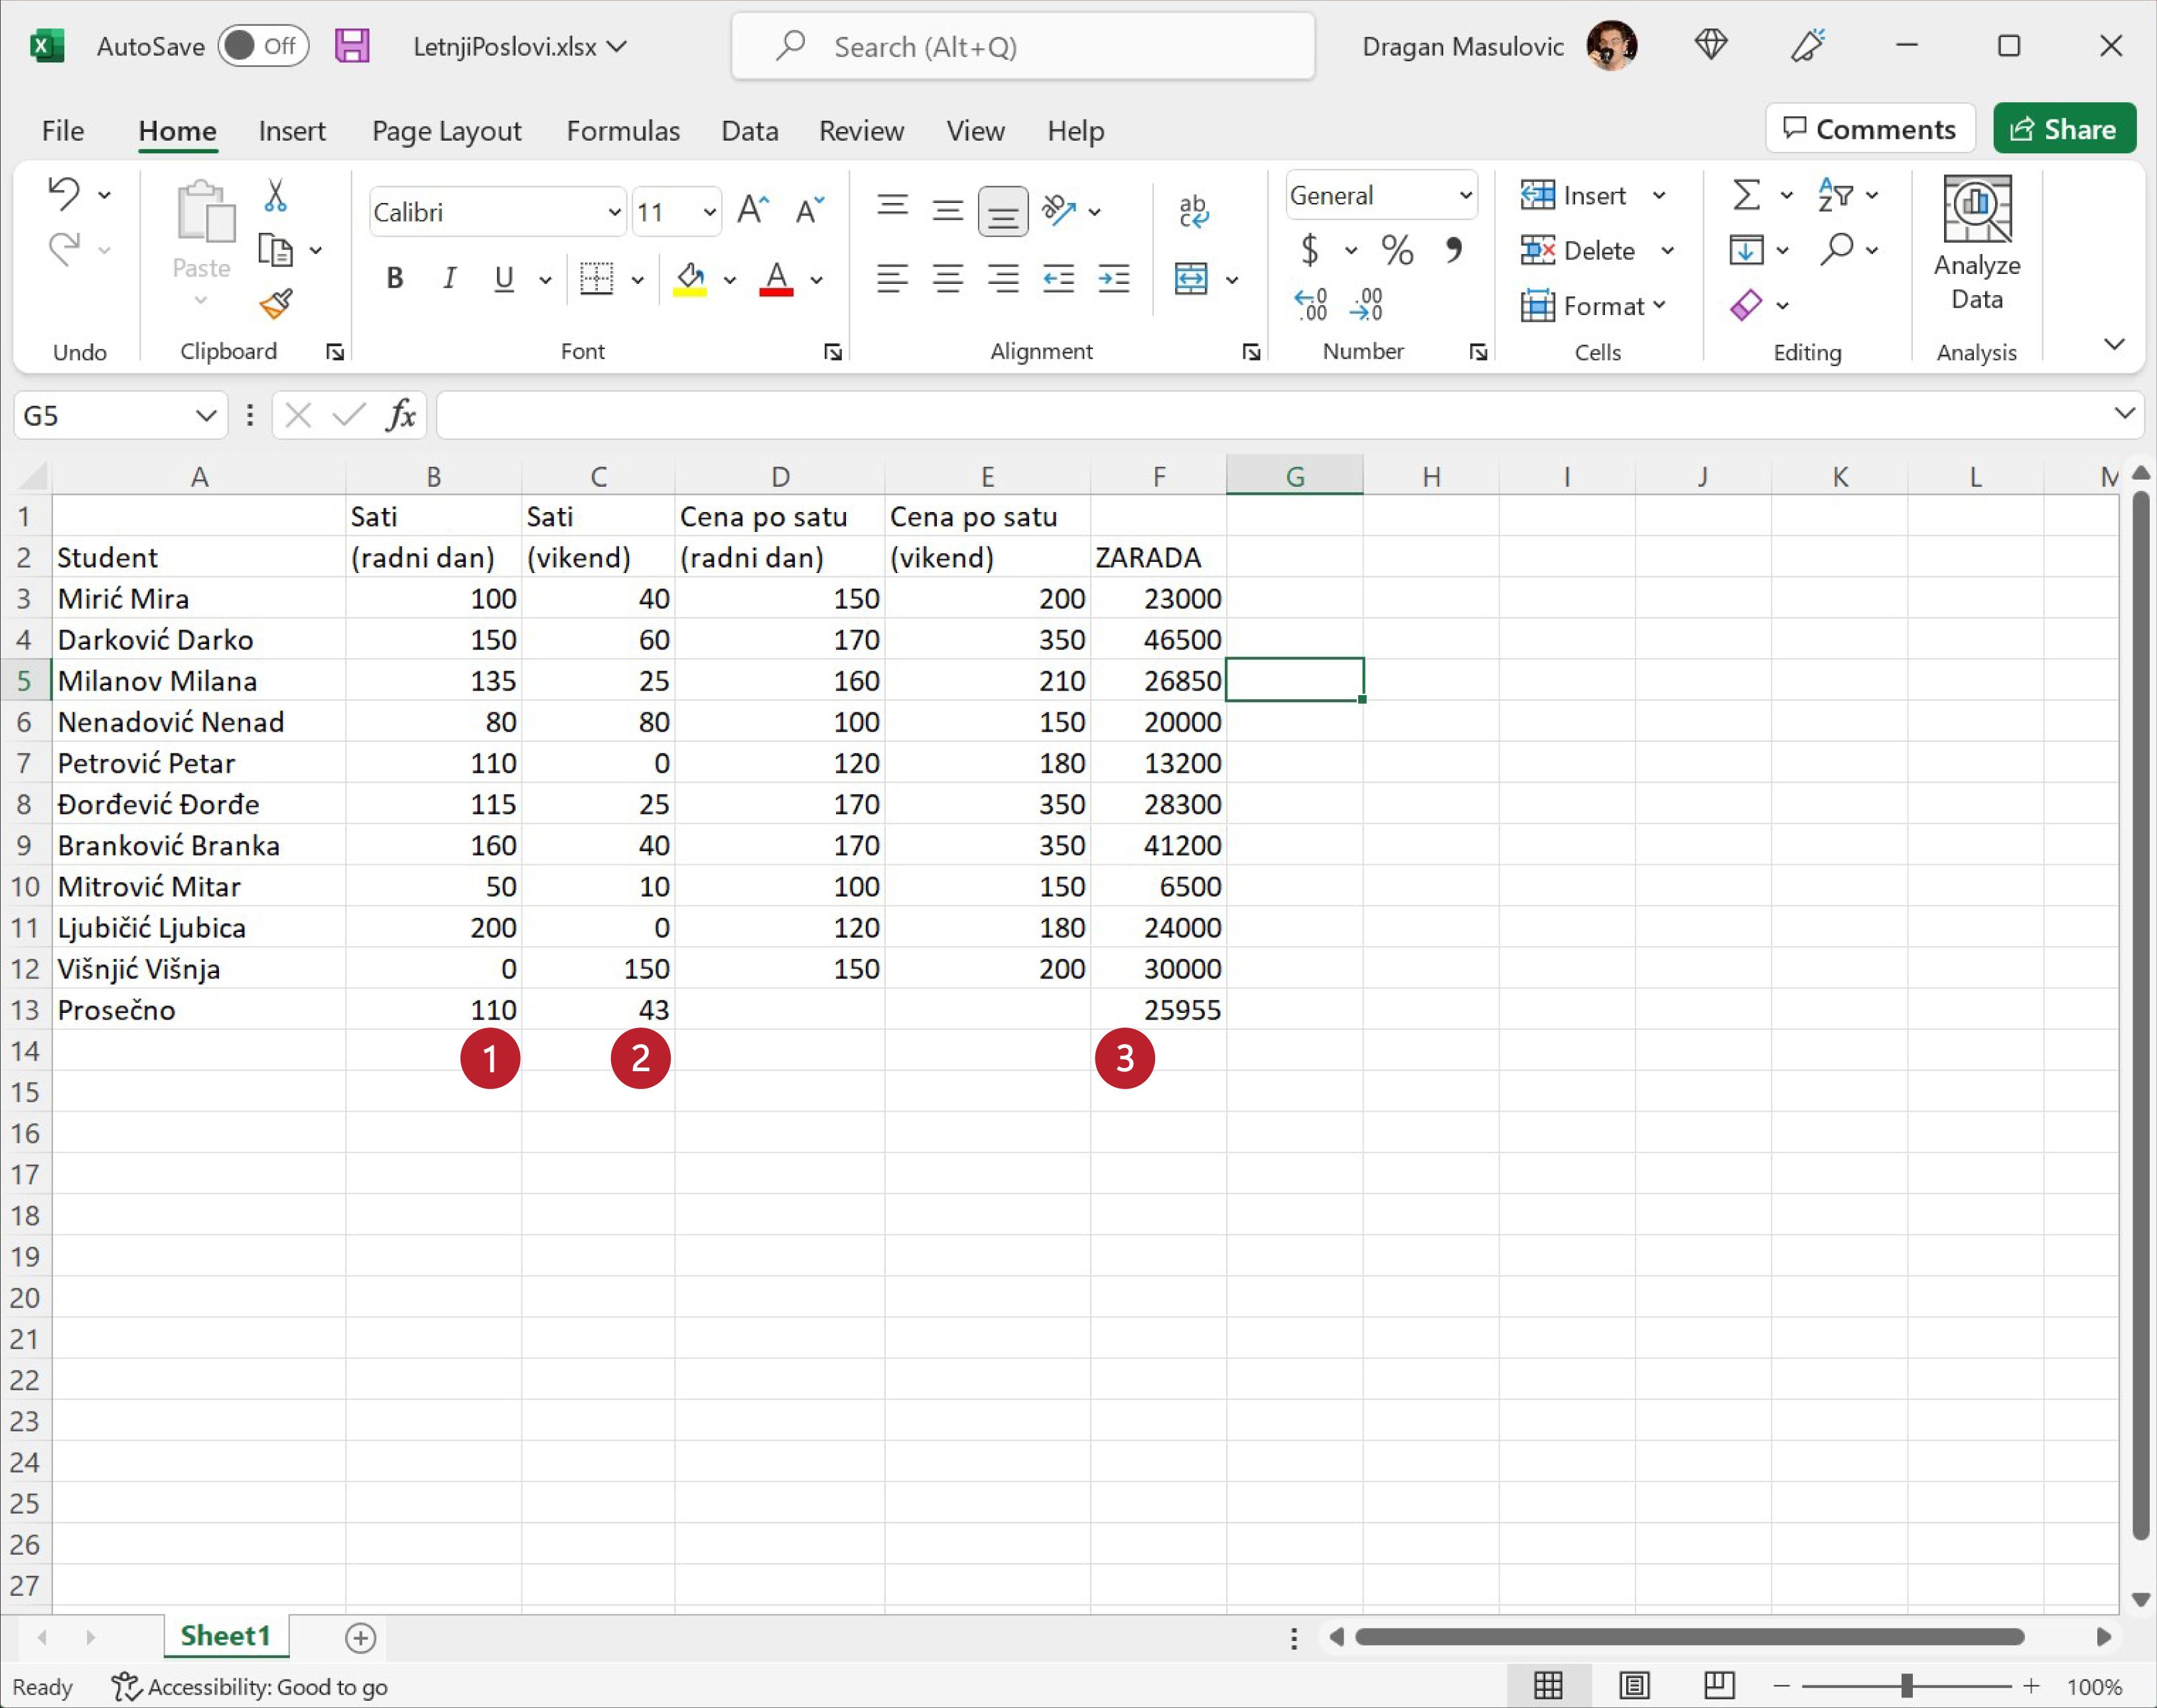 AutoSave Off LetnjiPoslovi.xlsx Search (Alt+Q) Dragan Masulovic
File Home Insert Page Layout Formulas Data Review View Help Comments Share
Calibri 11 ab General Insert
Paste $ % Delete Analyze Data
B I U A Format
Undo Clipboard Font Alignment Number Cells Editing Analysis
G5 fx
A B C D E F G H I J K L M
1 Sati Sati Cena po satu Cena po satu
2 Student (radni dan) (vikend) (radni dan) (vikend) ZARADA
3 Mirić Mira 100 40 150 200 23000
4 Darković Darko 150 60 170 350 46500
5 Milanov Milana 135 25 160 210 26850
6 Nenadović Nenad 80 80 100 150 20000
7 Petrović Petar 110 0 120 180 13200
8 Đorđević Đorđe 115 25 170 350 28300
9 Branković Branka 160 40 170 350 41200
10 Mitrović Mitar 50 10 100 150 6500
11 Ljubičić Ljubica 200 0 120 180 24000
12 Višnjić Višnja 0 150 150 200 30000
13 Prosečno 110 43 25955
14 1 2 3
15
16
17
18
19
20
21
22
23
24
25
26
27
Sheet1
Ready Accessibility: Good to go 100%